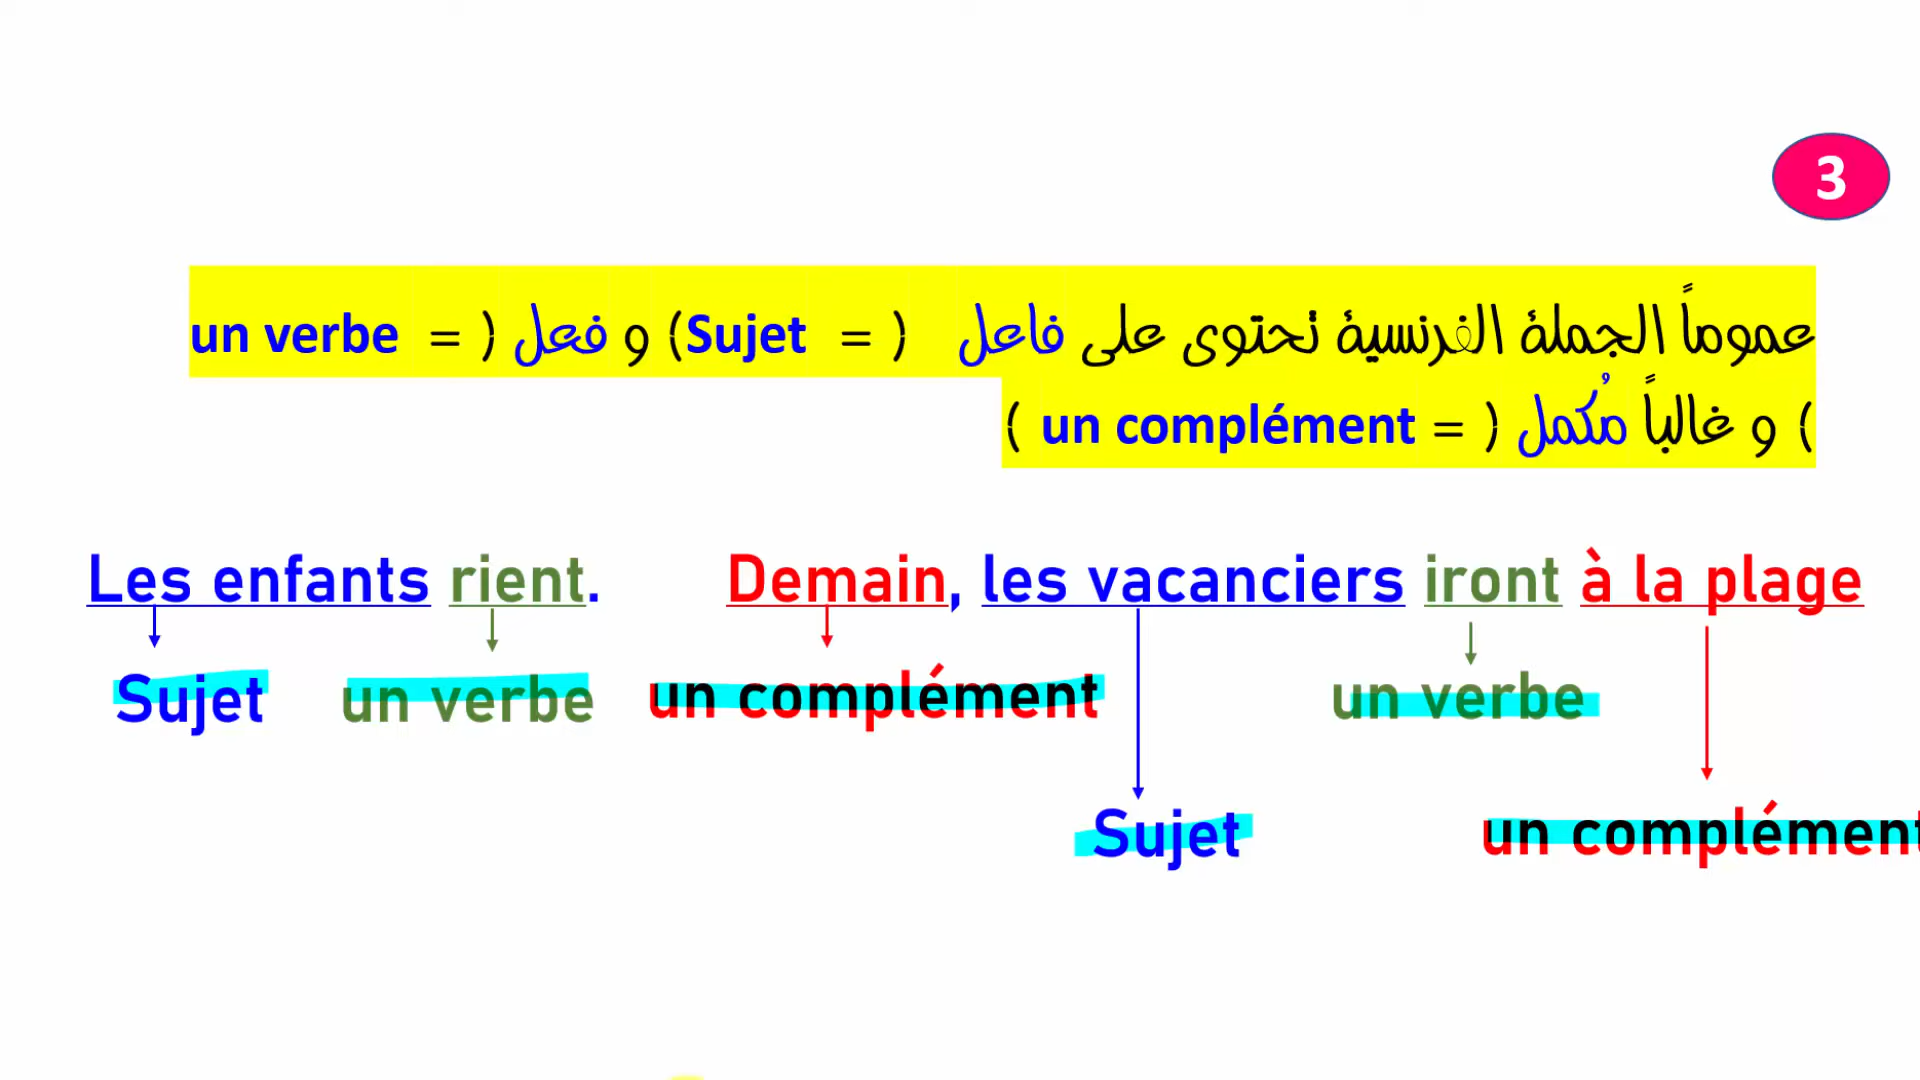 3
عموماً الجملة الفرنسية تحتوى على فاعل ( = Sujet) و فعل ( = un verbe
) و غالباً مُكمل ( = un complément )
Les enfants rient. Demain, les vacanciers iront à la plage
Sujet un verbe un complément un verbe
Sujet un complément